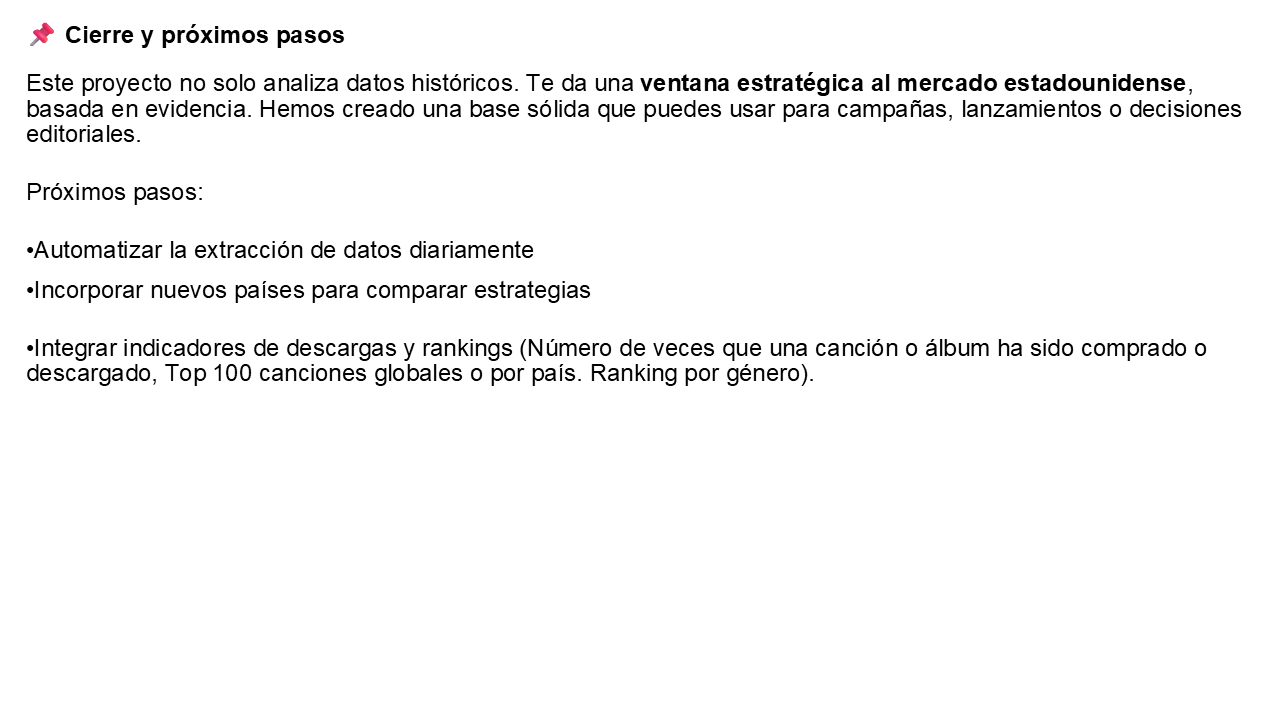 📌 Cierre y próximos pasos
Este proyecto no solo analiza datos históricos. Te da una ventana estratégica al mercado estadounidense,
basada en evidencia. Hemos creado una base sólida que puedes usar para campañas, lanzamientos o decisiones
editoriales.
Próximos pasos:
•Automatizar la extracción de datos diariamente
•Incorporar nuevos países para comparar estrategias
•Integrar indicadores de descargas y rankings (Número de veces que una canción o álbum ha sido comprado o
descargado, Top 100 canciones globales o por país. Ranking por género).